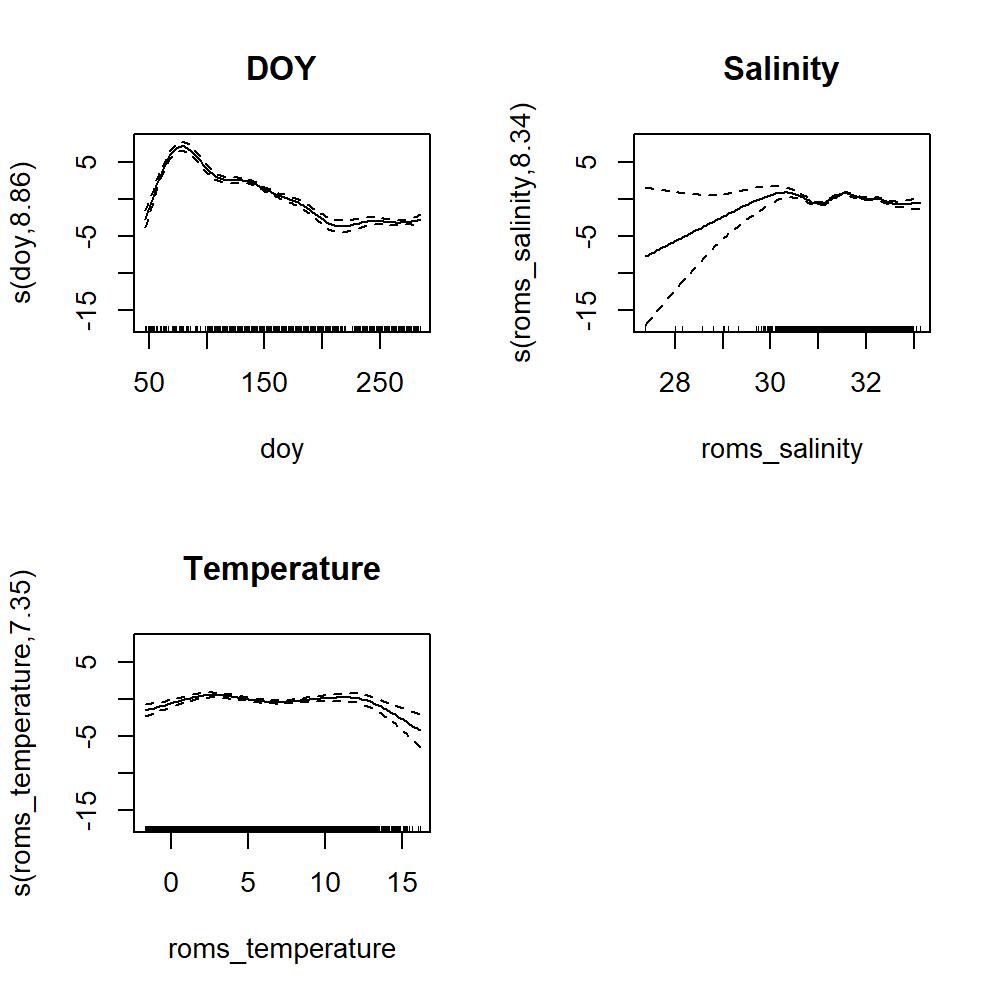 DOY
s(doy,8.86)
5
-5
-15
50
150
250
doy
Salinity
s(roms_salinity,8.34)
5
-5
-15
28
30
32
roms_salinity
Temperature
s(roms_temperature,7.35)
5
-5
-15
0
5
10
15
roms_temperature